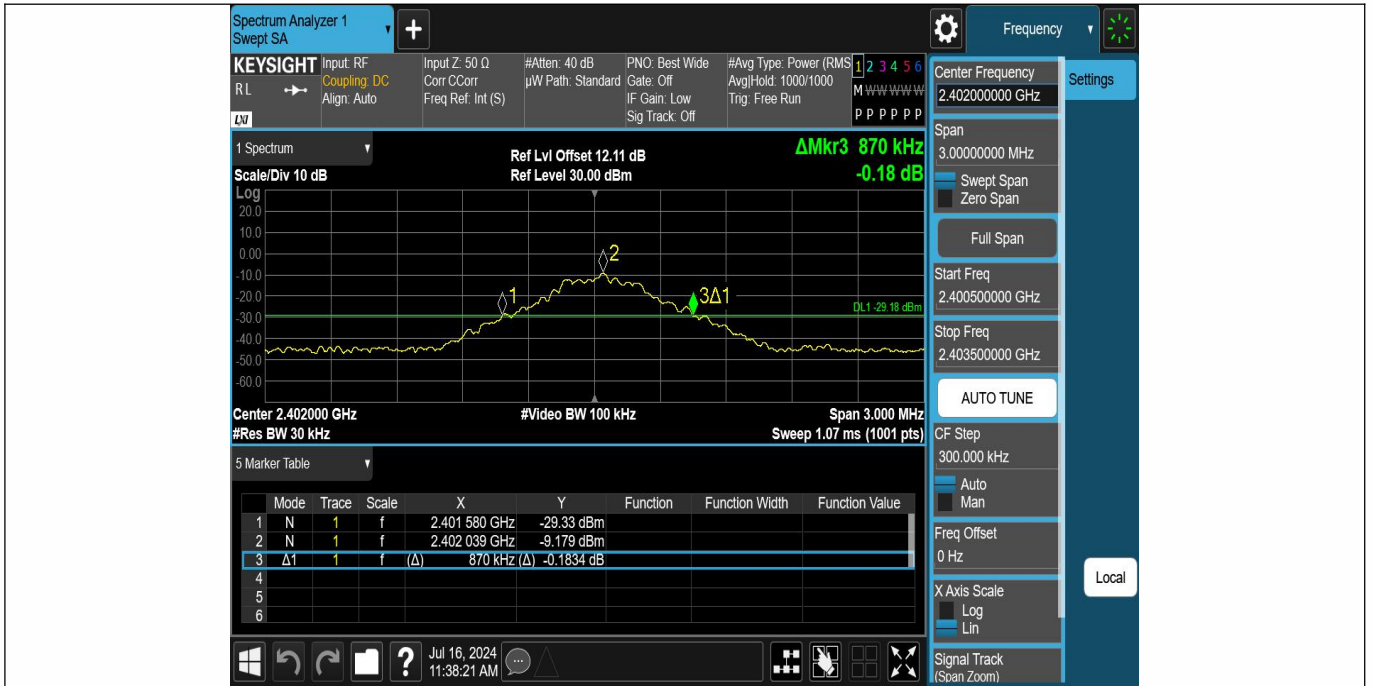 Spectrum Analyzer 1
Swept SA
+
Frequency
KEYSIGHT
RL
LXI
Input: RF
Coupling: DC
Align: Auto
Input Z: 50 Ω
Corr CCorr
Freq Ref: Int (S)
#Atten: 40 dB
µW Path: Standard
PNO: Best Wide
Gate: Off
IF Gain: Low
Sig Track: Off
#Avg Type: Power (RMS
Avg|Hold: 1000/1000
Trig: Free Run
1 2 3 4 5 6
M W W W W W
P P P P P P
1 Spectrum
Scale/Div 10 dB
Ref Lvl Offset 12.11 dB
Ref Level 30.00 dBm
ΔMkr3 870 kHz
-0.18 dB
Log
20.0
10.0
0.00
-10.0
-20.0
-30.0
-40.0
-50.0
-60.0
1
2
3Δ1
DL1 -29.18 dBm
Center 2.402000 GHz
#Video BW 100 kHz
Span 3.000 MHz
#Res BW 30 kHz
Sweep 1.07 ms (1001 pts)
5 Marker Table
Mode Trace Scale X Y Function Function Width Function Value
1 N 1 f 2.401 580 GHz -29.33 dBm
2 N 1 f 2.402 039 GHz -9.179 dBm
3 Δ1 1 f (Δ) 870 kHz (Δ) -0.1834 dB
4
5
6
?
Jul 16, 2024
11:38:21 AM
Center Frequency
2.402000000 GHz
Settings
Span
3.00000000 MHz
Swept Span
Zero Span
Full Span
Start Freq
2.400500000 GHz
Stop Freq
2.403500000 GHz
AUTO TUNE
CF Step
300.000 kHz
Auto
Man
Freq Offset
0 Hz
X Axis Scale
Log
Lin
Signal Track
(Span Zoom)
Local